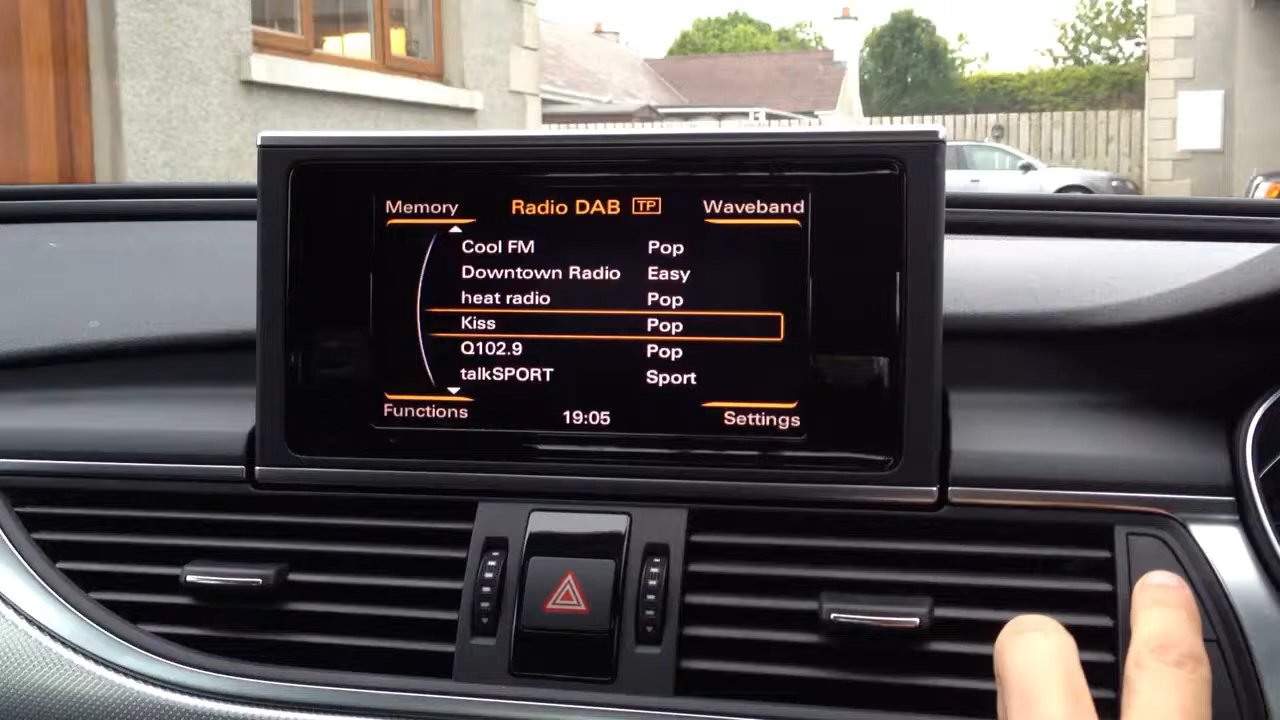 Memory Radio DAB TP Waveband
Cool FM Pop
Downtown Radio Easy
heat radio Pop
Kiss Pop
Q102.9 Pop
talkSPORT Sport
Functions 19:05 Settings